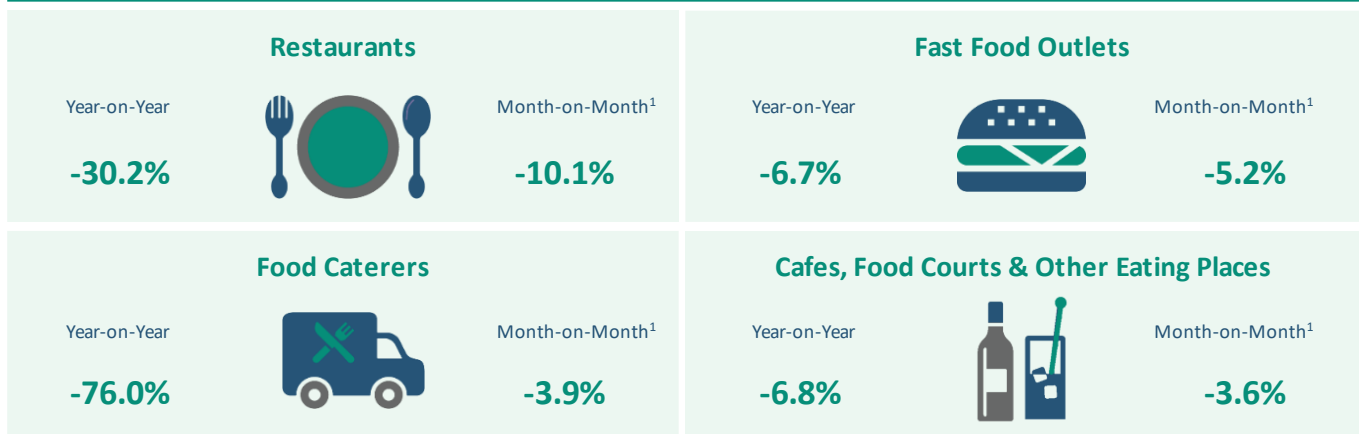 Restaurants
Year-on-Year
Month-on-Month¹
-30.2%
-10.1%
Fast Food Outlets
Year-on-Year
Month-on-Month¹
-6.7%
-5.2%
Food Caterers
Year-on-Year
Month-on-Month¹
-76.0%
-3.9%
Cafes, Food Courts & Other Eating Places
Year-on-Year
Month-on-Month¹
-6.8%
-3.6%